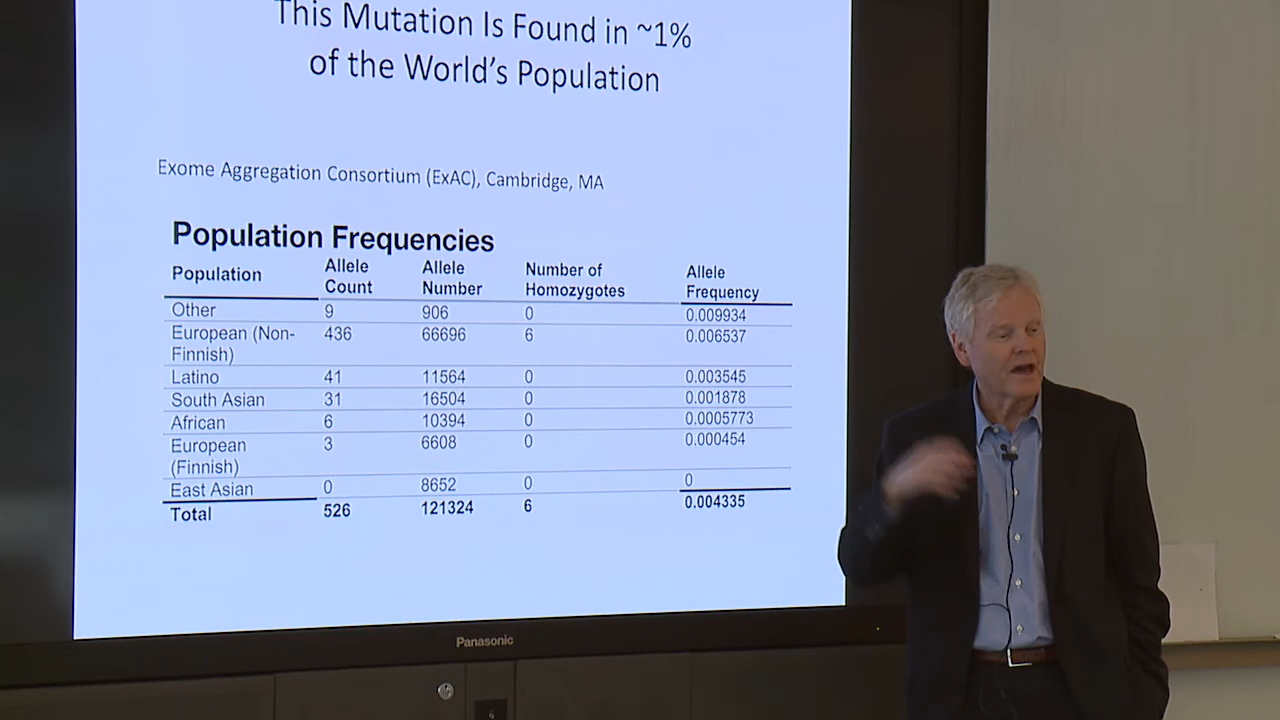 This Mutation Is Found in ~1%
of the World's Population
Exome Aggregation Consortium (ExAC), Cambridge, MA
Population Frequencies
Population Allele Count Allele Number Number of Homozygotes Allele Frequency
Other 9 906 0 0.009934
European (Non-Finnish) 436 66696 6 0.006537
Latino 41 11564 0 0.003545
South Asian 31 16504 0 0.001878
African 6 10394 0 0.0005773
European (Finnish) 3 6608 0 0.000454
East Asian 0 8652 0 0
Total 526 121324 6 0.004335
Panasonic